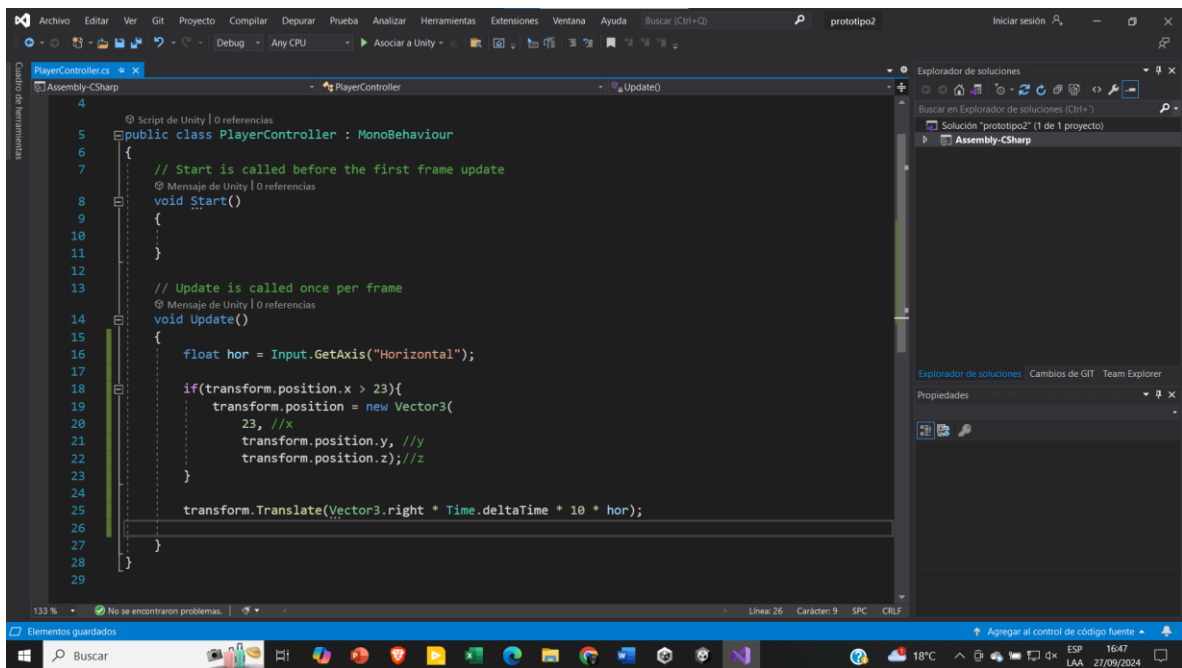 Archivo Editar Ver Git Proyecto Compilar Depurar Prueba Analizar Herramientas Extensiones Ventana Ayuda Buscar (Ctrl+Q) prototipo2 Iniciar sesión
Debug Any CPU Asociar a Unity
Cuadro de herramientas
PlayerController.cs
Assembly-CSharp PlayerController Update()
4
Script de Unity | 0 referencias
5 public class PlayerController : MonoBehaviour
6 {
7 // Start is called before the first frame update
Mensaje de Unity | 0 referencias
8 void Start()
9 {
10
11 }
12
13 // Update is called once per frame
Mensaje de Unity | 0 referencias
14 void Update()
15 {
16 float hor = Input.GetAxis("Horizontal");
17
18 if(transform.position.x > 23){
19 transform.position = new Vector3(
20 23, //x
21 transform.position.y, //y
22 transform.position.z);//z
23 }
24
25 transform.Translate(Vector3.right * Time.deltaTime * 10 * hor);
26
27 }
28 }
29
133 % No se encontraron problemas. Línea: 26 Carácter: 9 SPC CRLF
Explorador de soluciones
Buscar en Explorador de soluciones (Ctrl+´)
Solución "prototipo2" (1 de 1 proyecto)
Assembly-CSharp
Explorador de soluciones Cambios de GIT Team Explorer
Propiedades
Elementos guardados Agregar al control de código fuente
Buscar 18°C ESP 16:47
LAA 27/09/2024